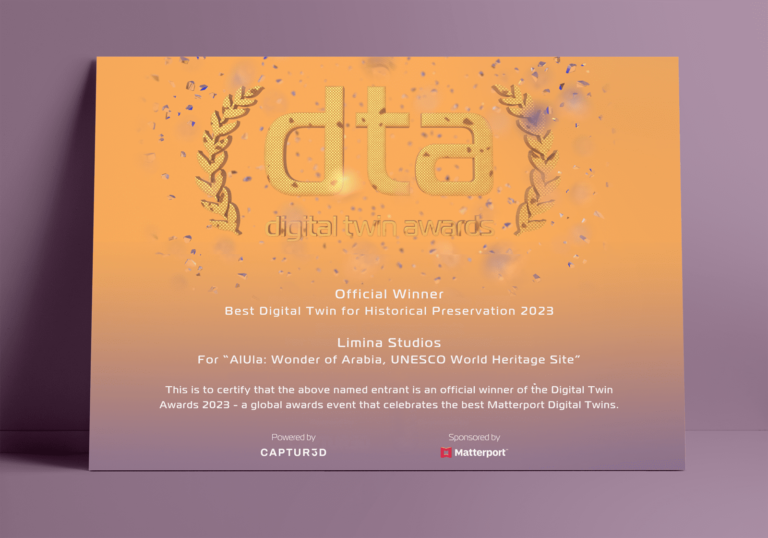 dta
digital twin awards
Official Winner
Best Digital Twin for Historical Preservation 2023
Limina Studios
For “AlUla: Wonder of Arabia, UNESCO World Heritage Site”
This is to certify that the above named entrant is an official winner of the Digital Twin
Awards 2023 - a global awards event that celebrates the best Matterport Digital Twins.
Powered by
CAPTUR3D
Sponsored by
Matterport™